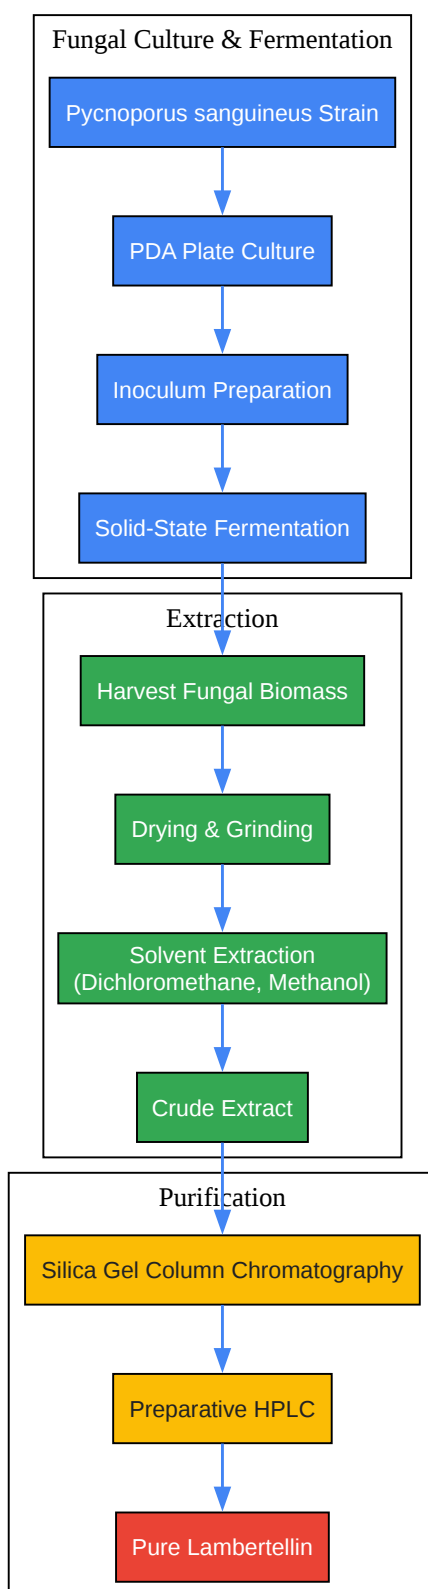 Fungal Culture & Fermentation
Pycnoporus sanguineus Strain
PDA Plate Culture
Inoculum Preparation
Solid-State Fermentation
Extraction
Harvest Fungal Biomass
Drying & Grinding
Solvent Extraction
(Dichloromethane, Methanol)
Crude Extract
Purification
Silica Gel Column Chromatography
Preparative HPLC
Pure Lambertellin